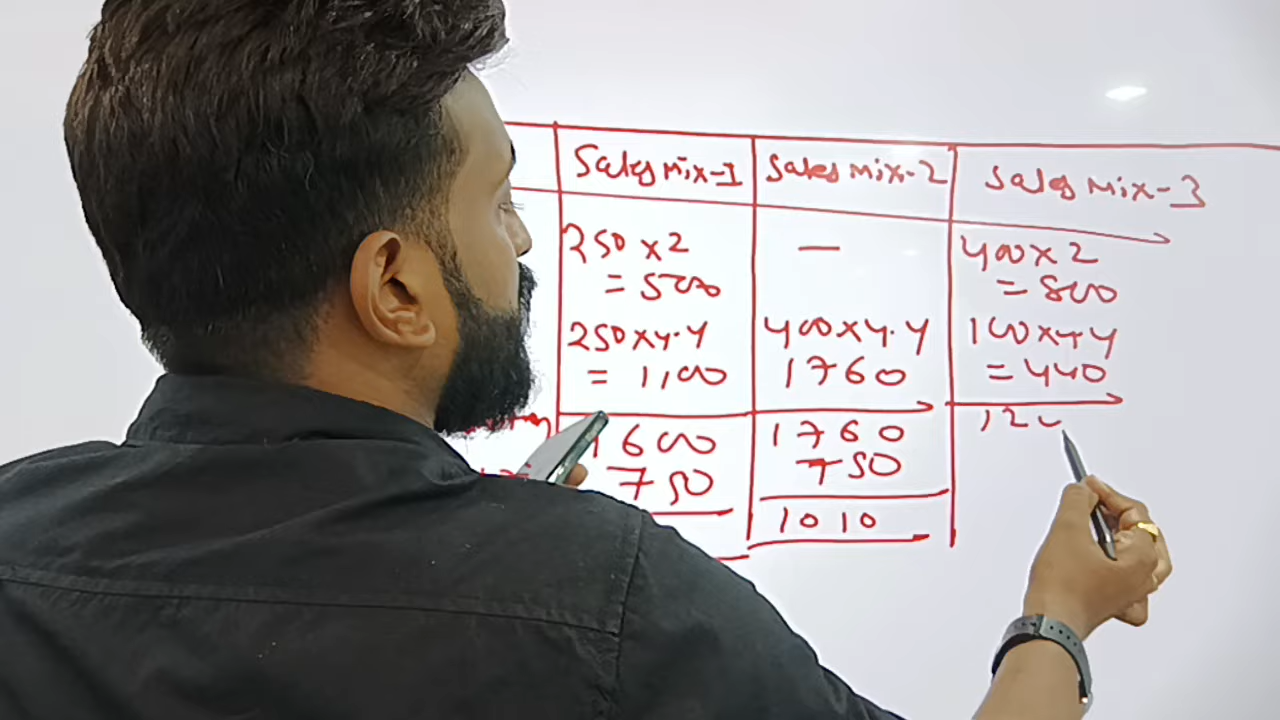 Sales mix-1 Sales mix-2 Sales mix-3
250 x 2 — 400 x 2
= 500 = 800
250 x 4.4 400 x 4.4 100 x 4.4
= 1,100 1760 = 440
1600 1760 124
750 750
1010